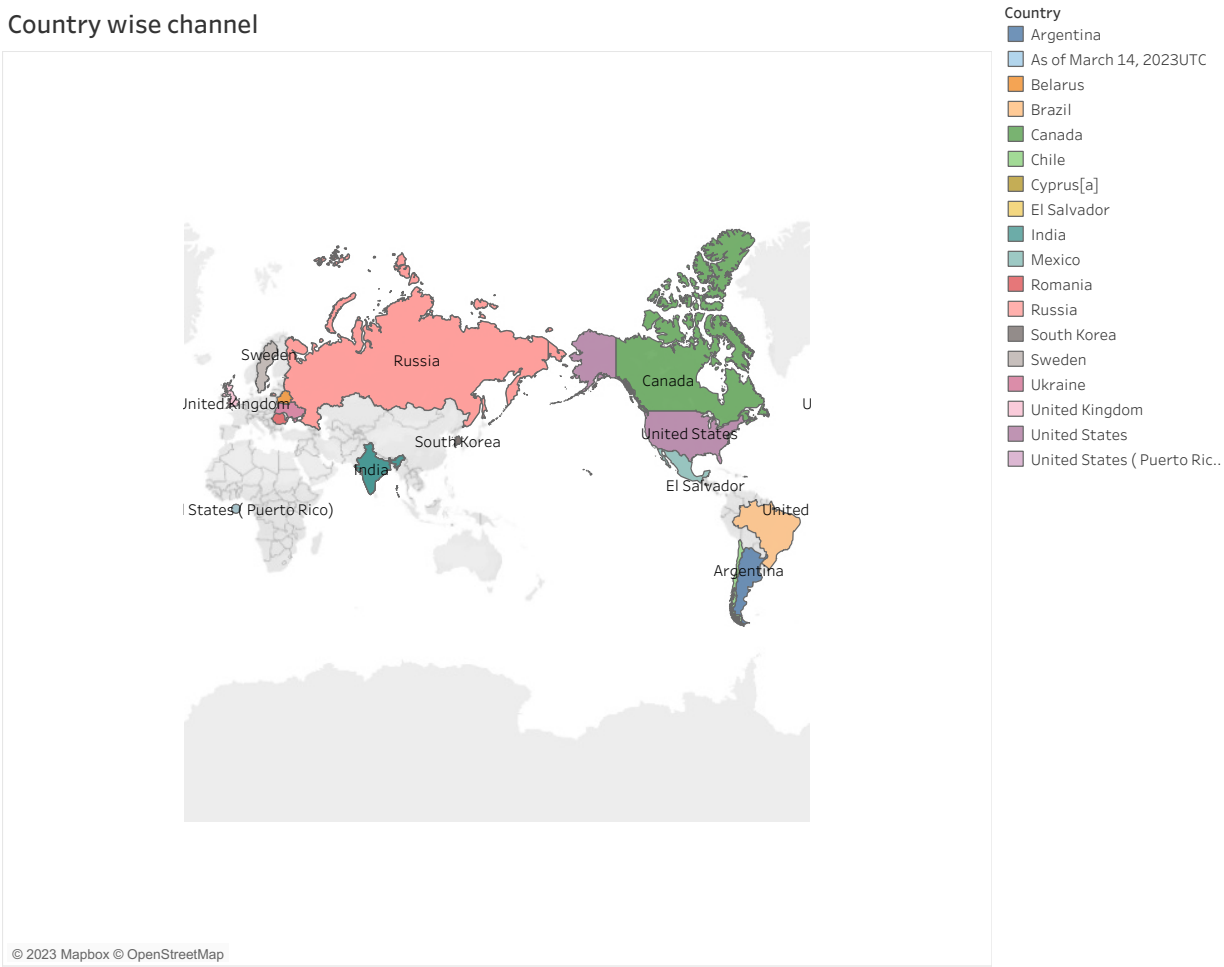 Country wise channel
Country
Argentina
As of March 14, 2023UTC
Belarus
Brazil
Canada
Chile
Cyprus[a]
El Salvador
India
Mexico
Romania
Russia
South Korea
Sweden
Ukraine
United Kingdom
United States
United States ( Puerto Ric..
Sweden
Russia
Canada
United Kingdom
U
United States
South Korea
India
El Salvador
States ( Puerto Rico)
United
Argentina
© 2023 Mapbox © OpenStreetMap